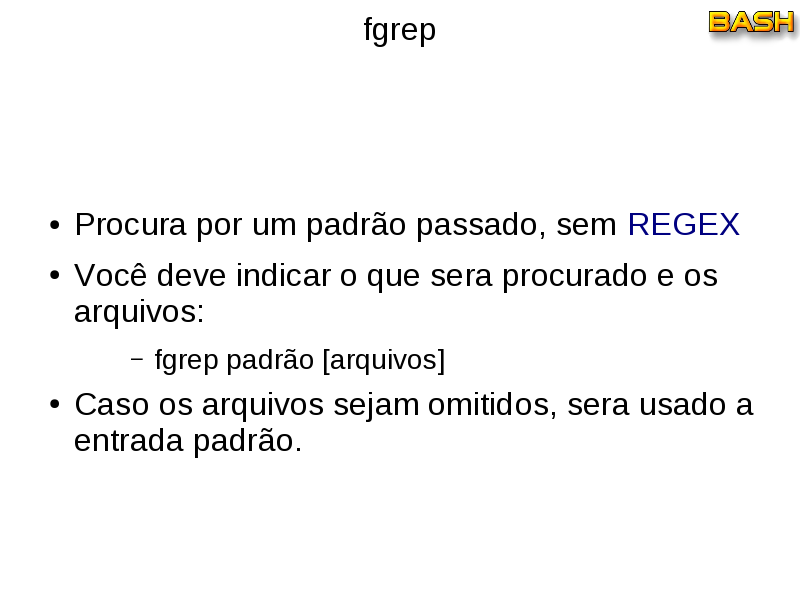 fgrep
BASH
• Procura por um padrão passado, sem REGEX
• Você deve indicar o que sera procurado e os
arquivos:
– fgrep padrão [arquivos]
• Caso os arquivos sejam omitidos, sera usado a
entrada padrão.